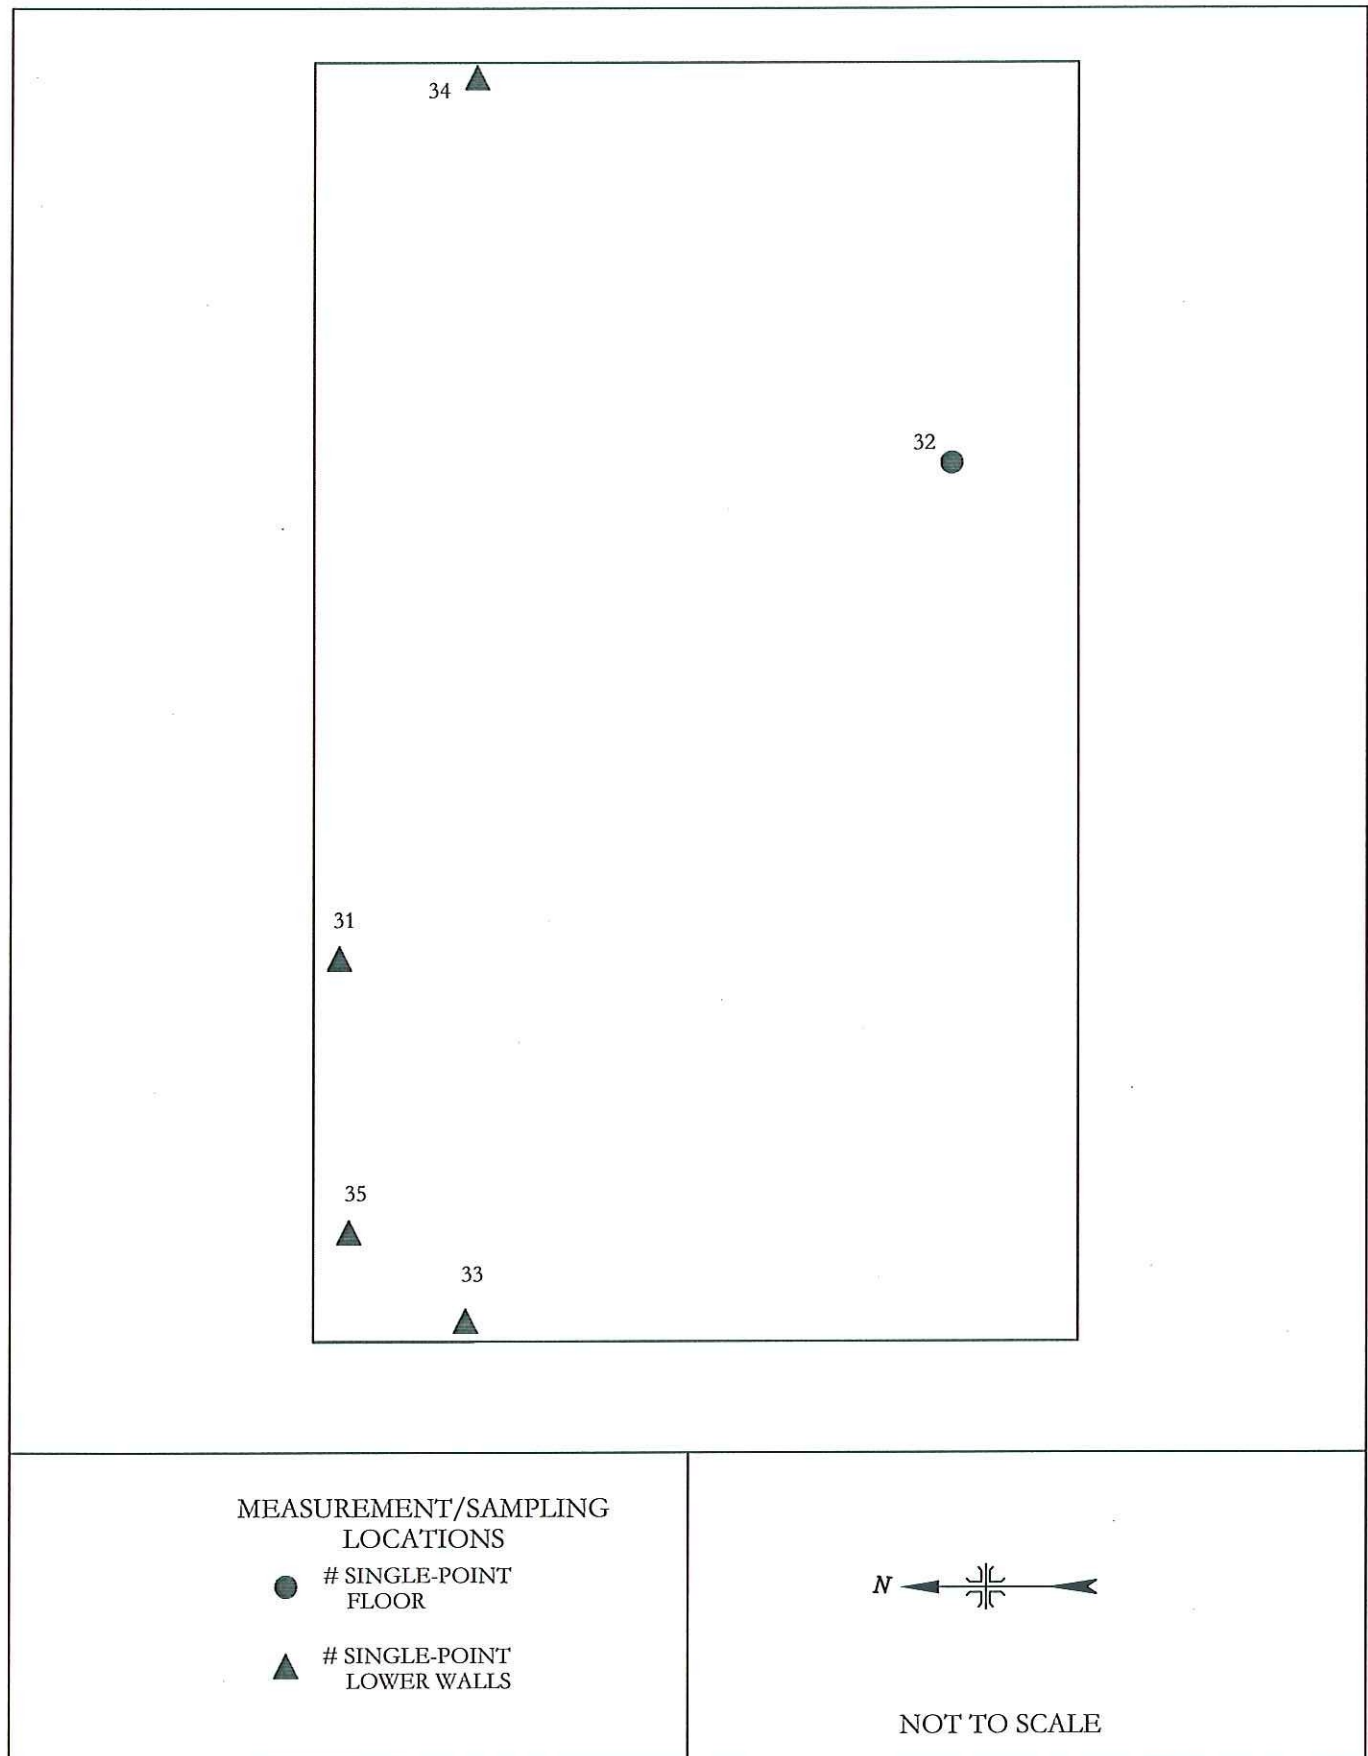 34
32
31
35
33
MEASUREMENT/SAMPLING
LOCATIONS
# SINGLE-POINT
FLOOR
# SINGLE-POINT
LOWER WALLS
N
NOT TO SCALE